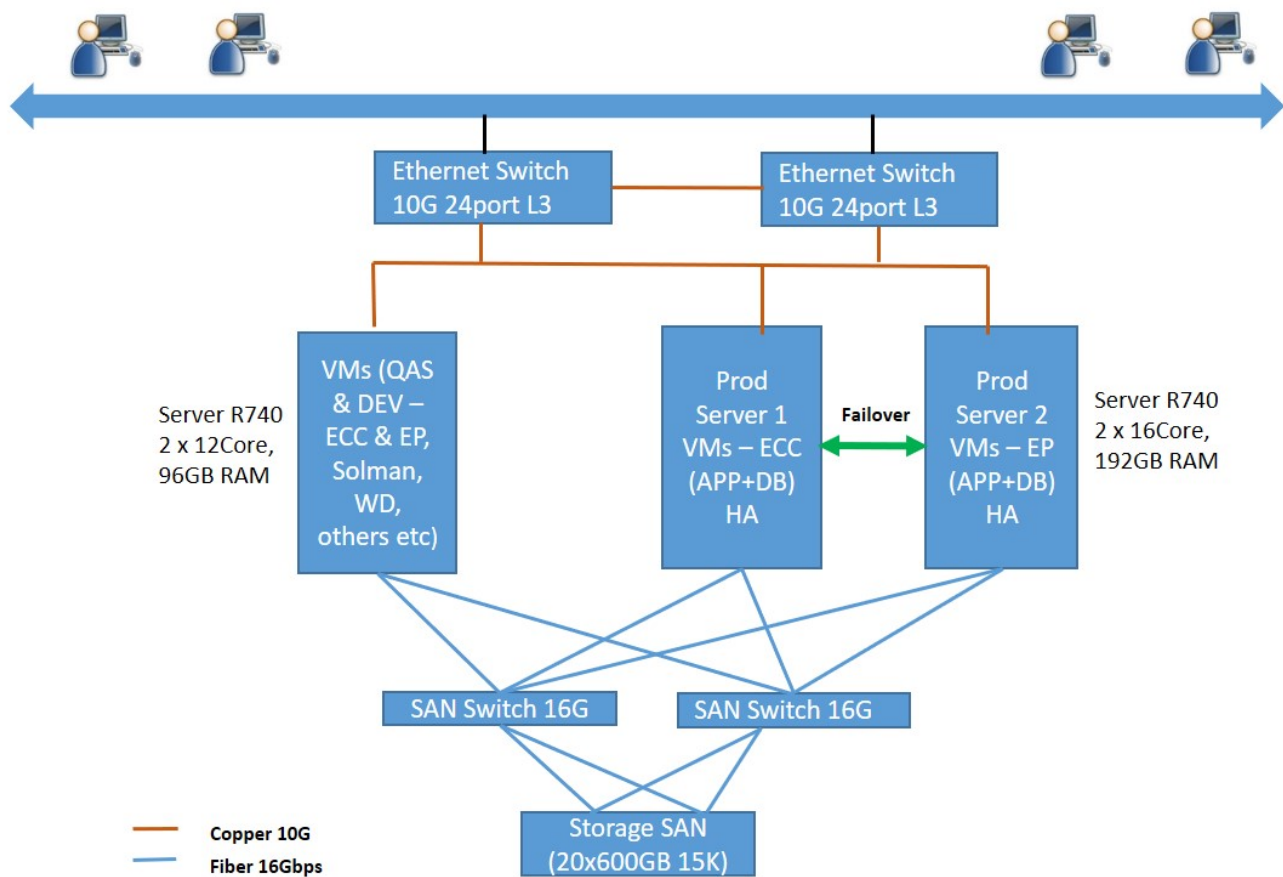 Ethernet Switch
10G 24port L3
Ethernet Switch
10G 24port L3
Server R740
2 x 12Core,
96GB RAM
VMs (QAS
& DEV –
ECC & EP,
Solman,
WD,
others etc)
Prod
Server 1
VMs – ECC
(APP+DB)
HA
Failover
Prod
Server 2
VMs – EP
(APP+DB)
HA
Server R740
2 x 16Core,
192GB RAM
SAN Switch 16G
SAN Switch 16G
Storage SAN
(20x600GB 15K)
Copper 10G
Fiber 16Gbps